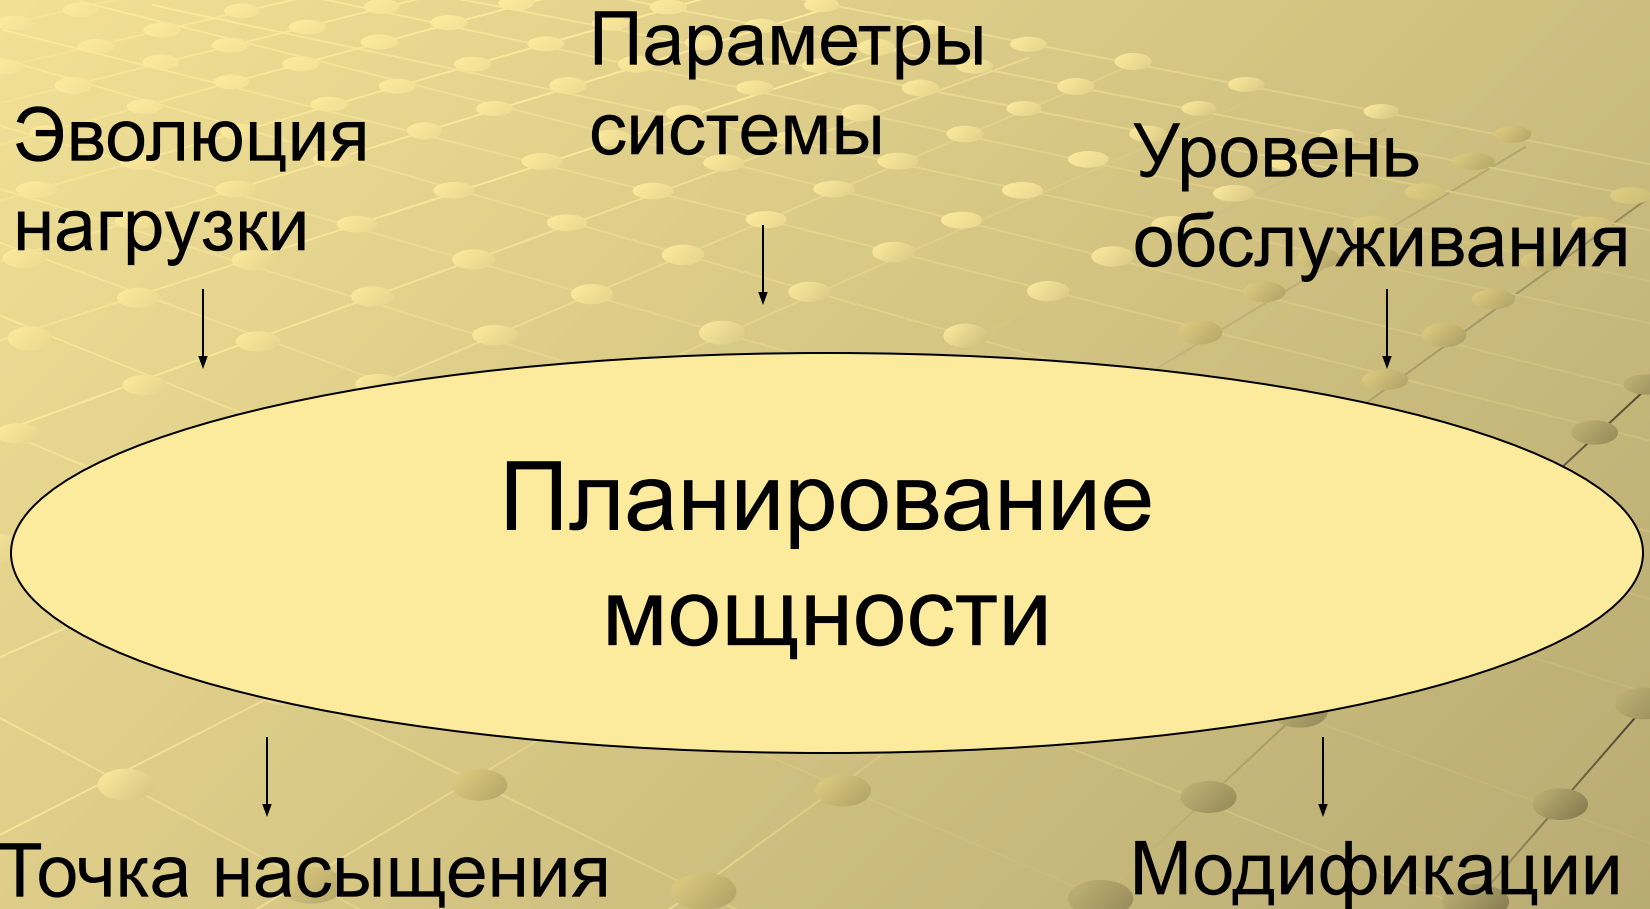 Параметры
системы
Эволюция
нагрузки
Уровень
обслуживания
Планирование
мощности
Точка насыщения
Модификации